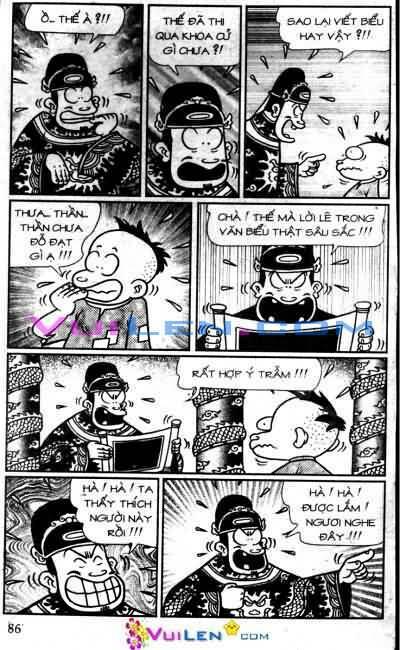 Ồ... THẾ À ?!!
THẾ ĐÃ THI
QUA KHOA CỬ
GÌ CHƯA ?!
SAO LẠI VIẾT BIỂU
HAY VẬY ?!!!
THƯA... THẦN...
THẦN CHƯA
ĐỖ ĐẠT
GÌ Ạ !!!
CHÀ ! THẾ MÀ LỜI LẼ TRONG
VĂN BIỂU THẬT SÂU SẮC !!!
VUILEN.COM
RẤT HỢP Ý TRẪM !!!
HÀ ! HÀ ! TA
THẤY THÍCH
NGƯỜI NÀY
RỒI !!!
HÀ ! HÀ !
ĐƯỢC LẮM !
NGƯƠI NGHE
ĐÂY...!!!
86
VUILEN.COM